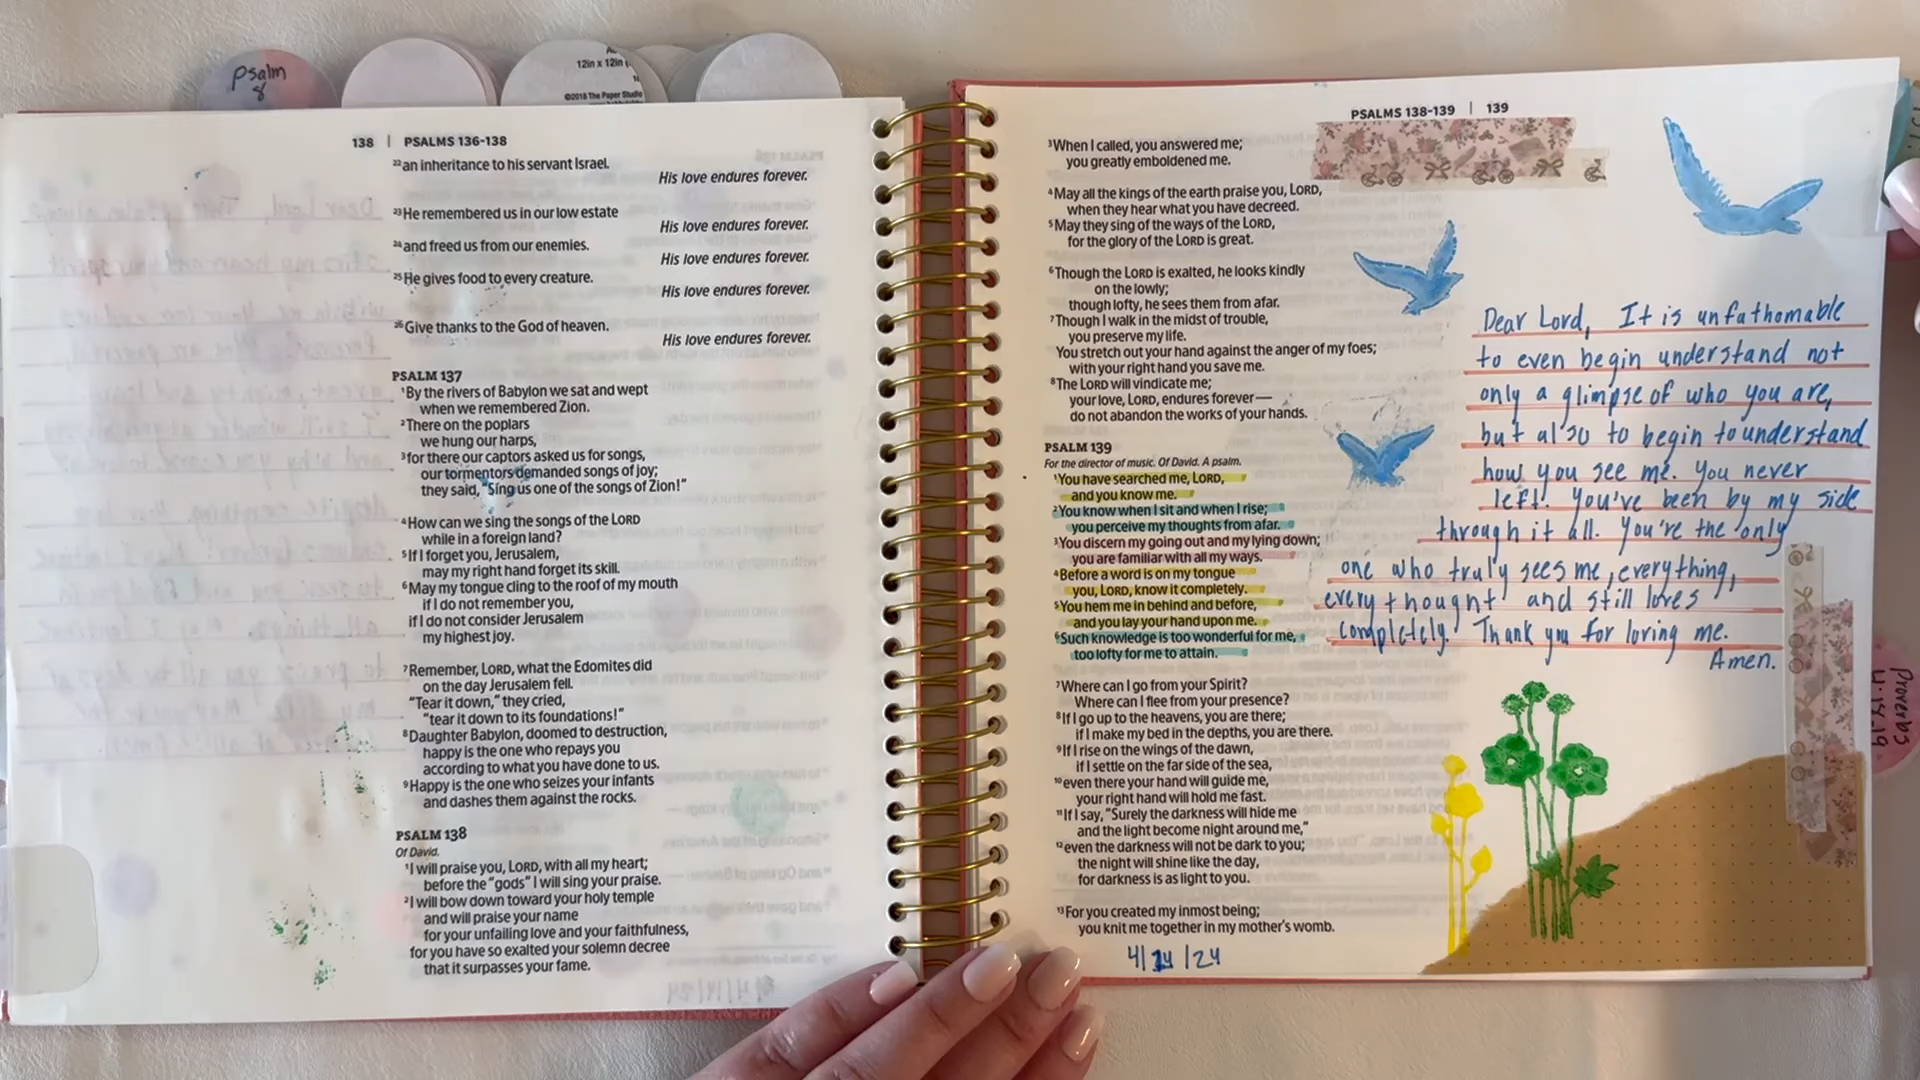 Psalm
8
12in x 12in
©2018 The Paper Studio
138 | PSALMS 136-138
22an inheritance to his servant Israel.
His love endures forever.
23He remembered us in our low estate
His love endures forever.
24and freed us from our enemies.
His love endures forever.
25He gives food to every creature.
His love endures forever.
26Give thanks to the God of heaven.
His love endures forever.
PSALM 137
1By the rivers of Babylon we sat and wept
when we remembered Zion.
2There on the poplars
we hung our harps,
3for there our captors asked us for songs,
our tormentors demanded songs of joy;
they said, "Sing us one of the songs of Zion!"
4How can we sing the songs of the LORD
while in a foreign land?
5If I forget you, Jerusalem,
may my right hand forget its skill.
6May my tongue cling to the roof of my mouth
if I do not remember you,
if I do not consider Jerusalem
my highest joy.
7Remember, LORD, what the Edomites did
on the day Jerusalem fell.
"Tear it down," they cried,
"tear it down to its foundations!"
8Daughter Babylon, doomed to destruction,
happy is the one who repays you
according to what you have done to us.
9Happy is the one who seizes your infants
and dashes them against the rocks.
PSALM 138
Of David.
1I will praise you, LORD, with all my heart;
before the "gods" I will sing your praise.
2I will bow down toward your holy temple
and will praise your name
for your unfailing love and your faithfulness,
for you have so exalted your solemn decree
that it surpasses your fame.
PSALMS 138-139 | 139
3When I called, you answered me;
you greatly emboldened me.
4May all the kings of the earth praise you, LORD,
when they hear what you have decreed.
5May they sing of the ways of the LORD,
for the glory of the LORD is great.
6Though the LORD is exalted, he looks kindly
on the lowly;
though lofty, he sees them from afar.
7Though I walk in the midst of trouble,
you preserve my life.
You stretch out your hand against the anger of my foes;
with your right hand you save me.
8The LORD will vindicate me;
your love, LORD, endures forever—
do not abandon the works of your hands.
PSALM 139
For the director of music. Of David. A psalm.
1You have searched me, LORD,
and you know me.
2You know when I sit and when I rise;
you perceive my thoughts from afar.
3You discern my going out and my lying down;
you are familiar with all my ways.
4Before a word is on my tongue
you, LORD, know it completely.
5You hem me in behind and before,
and you lay your hand upon me.
6Such knowledge is too wonderful for me,
too lofty for me to attain.
7Where can I go from your Spirit?
Where can I flee from your presence?
8If I go up to the heavens, you are there;
if I make my bed in the depths, you are there.
9If I rise on the wings of the dawn,
if I settle on the far side of the sea,
10even there your hand will guide me,
your right hand will hold me fast.
11If I say, "Surely the darkness will hide me
and the light become night around me,"
12even the darkness will not be dark to you;
the night will shine like the day,
for darkness is as light to you.
13For you created my inmost being;
you knit me together in my mother's womb.
4/14/24
Dear Lord, It is unfathomable
to even begin understand not
only a glimpse of who you are,
but also to begin to understand
how you see me. You never
left! You've been by my side
through it all. You're the only
one who truly sees me, everything,
every thought and still loves
completely! Thank you for loving me.
Amen.
Proverbs
4:15-19